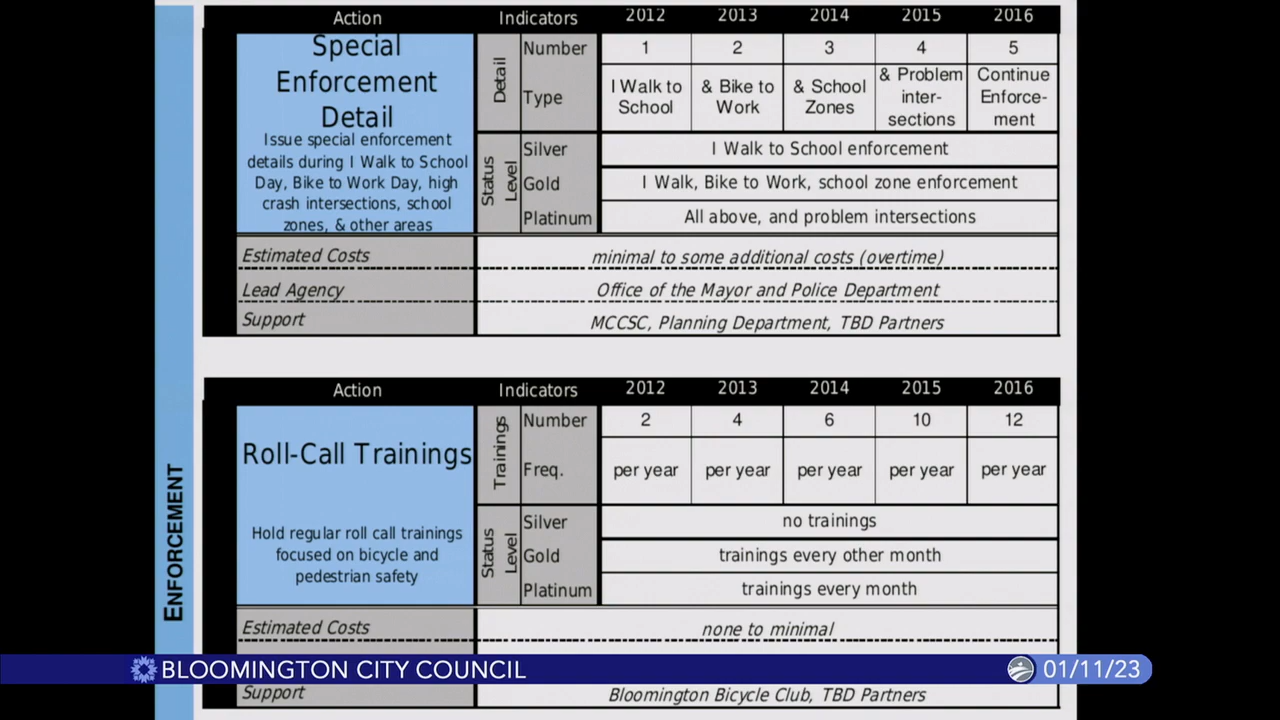 Action Indicators 2012 2013 2014 2015 2016
Special
Enforcement
Detail
Issue special enforcement
details during I Walk to School
Day, Bike to Work Day, high
crash intersections, school
zones, & other areas
Detail
Number 1 2 3 4 5
Type
I Walk to
School
& Bike to
Work
& School
Zones
& Problem
inter-
sections
Continue
Enforce-
ment
Status
Level
Silver I Walk to School enforcement
Gold I Walk, Bike to Work, school zone enforcement
Platinum All above, and problem intersections
Estimated Costs minimal to some additional costs (overtime)
Lead Agency Office of the Mayor and Police Department
Support MCCSC, Planning Department, TBD Partners
Action Indicators 2012 2013 2014 2015 2016
Roll-Call Trainings
Hold regular roll call trainings
focused on bicycle and
pedestrian safety
Trainings
Number 2 4 6 10 12
Freq. per year per year per year per year per year
Status
Level
Silver no trainings
Gold trainings every other month
Platinum trainings every month
Estimated Costs none to minimal
Support Bloomington Bicycle Club, TBD Partners
ENFORCEMENT
BLOOMINGTON CITY COUNCIL 01/11/23